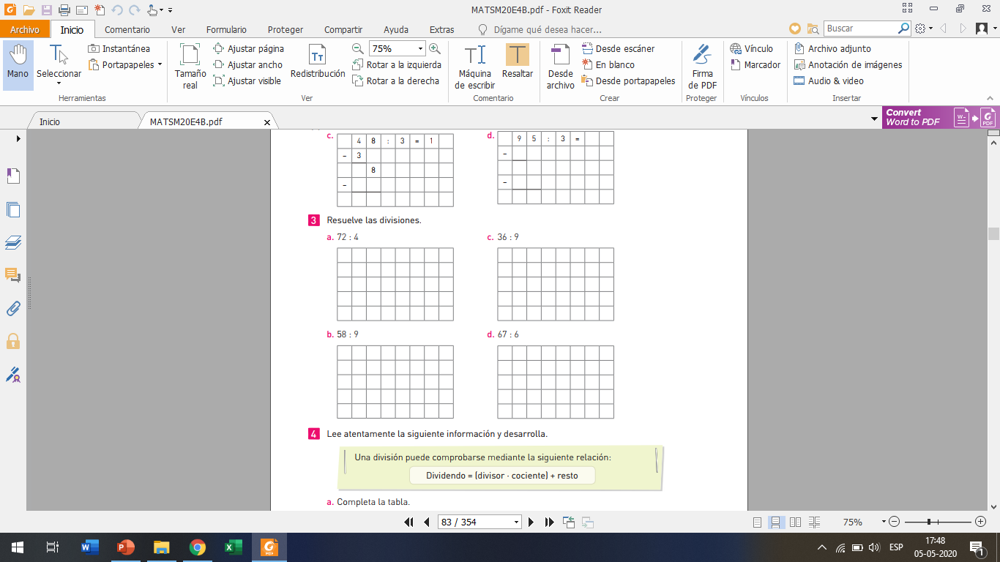 MATSM20E4B.pdf - Foxit Reader
Archivo Inicio Comentario Ver Formulario Proteger Compartir Ayuda Extras Dígame qué desea hacer... Buscar
Mano
Seleccionar
Instantánea
Portapapeles
Herramientas
Tamaño real
Ajustar página
Ajustar ancho
Ajustar visible
Redistribución
75%
Rotar a la izquierda
Rotar a la derecha
Ver
Máquina de escribir
Resaltar
Comentario
Desde archivo
Desde escáner
En blanco
Desde portapapeles
Crear
Firma de PDF
Proteger
Vínculo
Marcador
Vínculos
Archivo adjunto
Anotación de imágenes
Audio & video
Insertar
Inicio MATSM20E4B.pdf
Convert
Word to PDF
c. 4 8 : 3 = 1
- 3
8
-
d. 9 5 : 3 =
-
-
3 Resuelve las divisiones.
a. 72 : 4 c. 36 : 9
b. 58 : 9 d. 67 : 6
4 Lee atentamente la siguiente información y desarrolla.
Una división puede comprobarse mediante la siguiente relación:
Dividendo = (divisor · cociente) + resto
a. Completa la tabla.
83 / 354 75%
ESP 17:48
05-05-2020 1